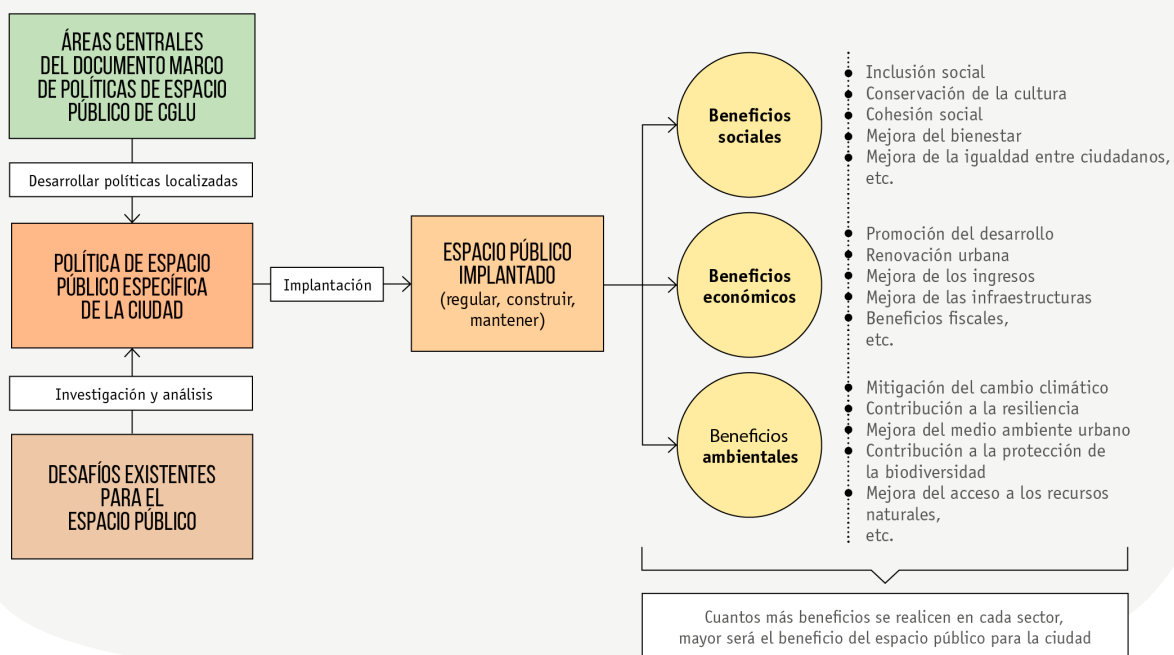 ÁREAS CENTRALES
DEL DOCUMENTO MARCO
DE POLÍTICAS DE ESPACIO
PÚBLICO DE CGLU
Desarrollar políticas localizadas
POLÍTICA DE ESPACIO
PÚBLICO ESPECÍFICA
DE LA CIUDAD
Investigación y análisis
DESAFÍOS EXISTENTES
PARA EL
ESPACIO PÚBLICO
Implantación
ESPACIO PÚBLICO
IMPLANTADO
(regular, construir,
mantener)
Beneficios
sociales
Inclusión social
Conservación de la cultura
Cohesión social
Mejora del bienestar
Mejora de la igualdad entre ciudadanos,
etc.
Beneficios
económicos
Promoción del desarrollo
Renovación urbana
Mejora de los ingresos
Mejora de las infraestructuras
Beneficios fiscales,
etc.
Beneficios
ambientales
Mitigación del cambio climático
Contribución a la resiliencia
Mejora del medio ambiente urbano
Contribución a la protección de
la biodiversidad
Mejora del acceso a los recursos
naturales,
etc.
Cuantos más beneficios se realicen en cada sector,
mayor será el beneficio del espacio público para la ciudad